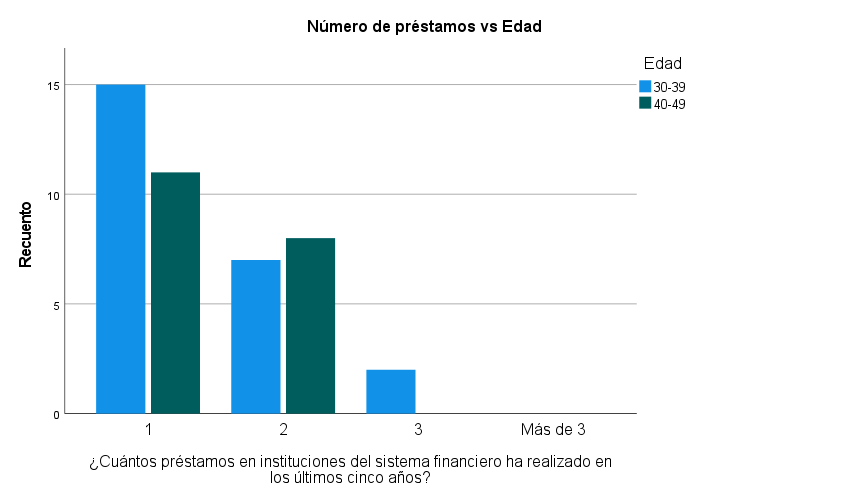 Número de préstamos vs Edad
Edad
30-39
40-49
15
10
5
0
Recuento
1
2
3
Más de 3
¿Cuántos préstamos en instituciones del sistema financiero ha realizado en
los últimos cinco años?